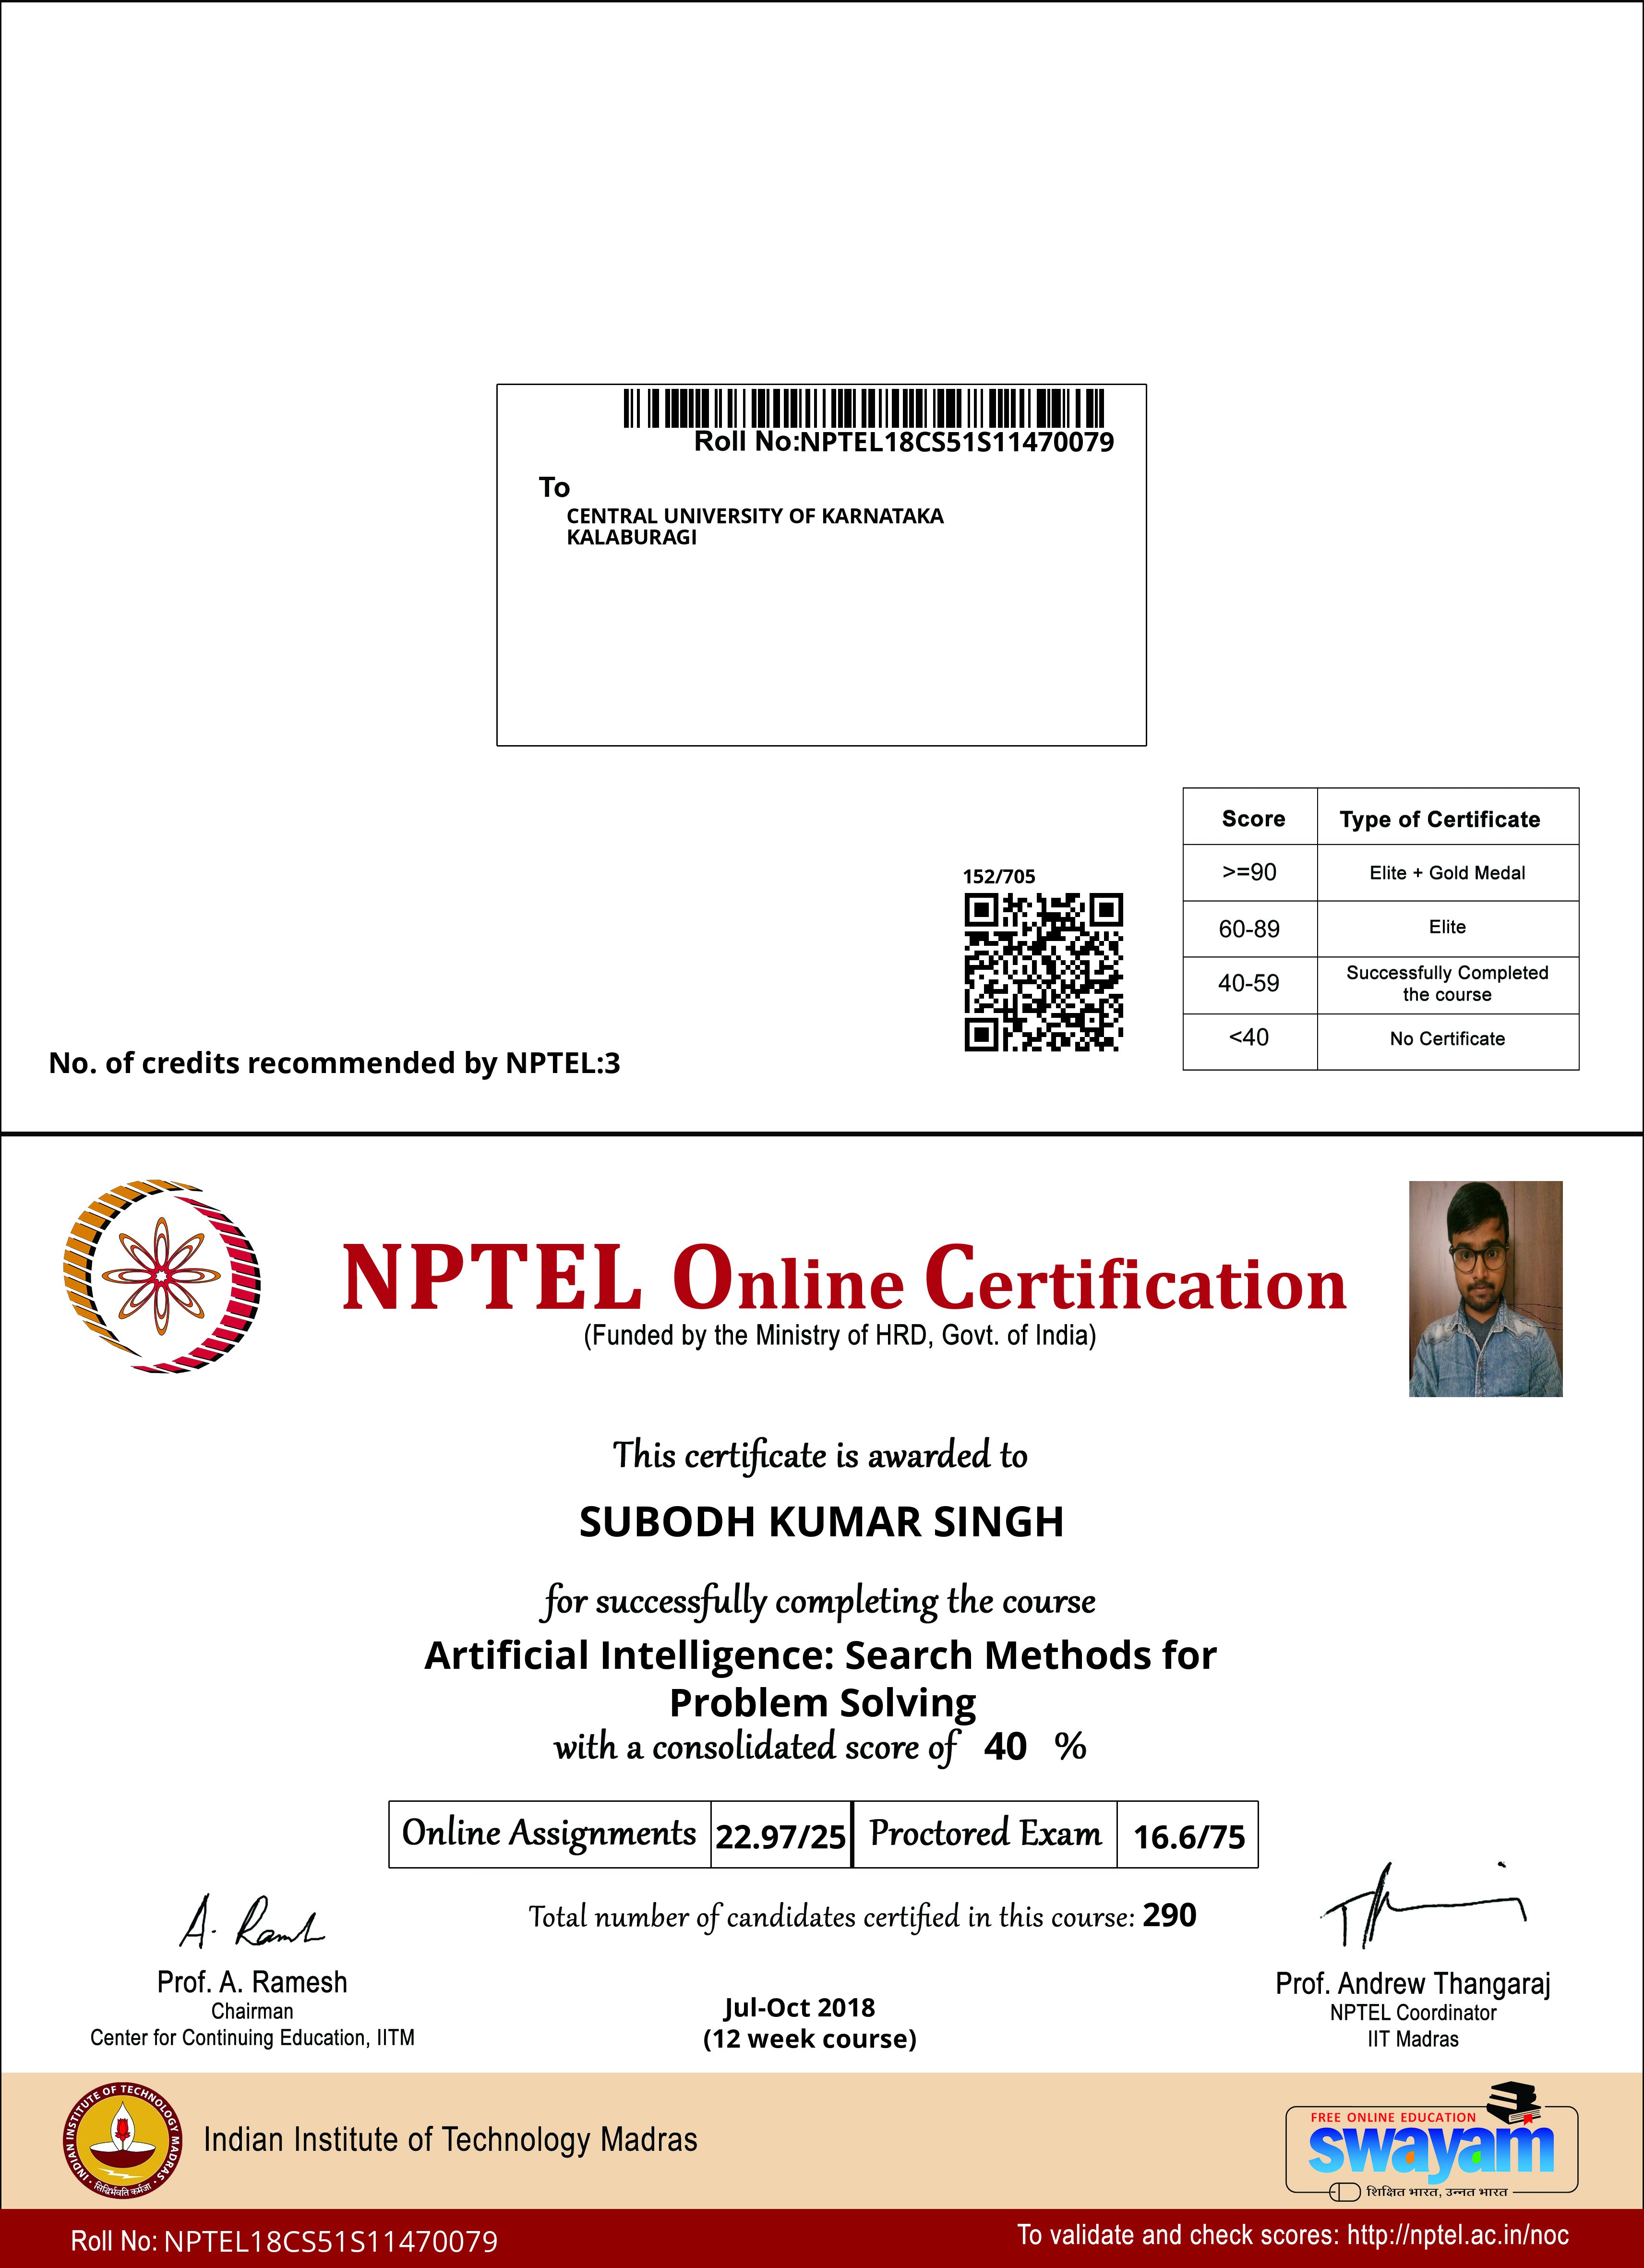 Roll No:NPTEL18CS51S11470079
To
CENTRAL UNIVERSITY OF KARNATAKA
KALABURAGI
152/705
Score Type of Certificate
>=90 Elite + Gold Medal
60-89 Elite
40-59 Successfully Completed
the course
<40 No Certificate
No. of credits recommended by NPTEL:3
NPTEL Online Certification
(Funded by the Ministry of HRD, Govt. of India)
This certificate is awarded to
SUBODH KUMAR SINGH
for successfully completing the course
Artificial Intelligence: Search Methods for
Problem Solving
with a consolidated score of 40 %
Online Assignments 22.97/25 Proctored Exam 16.6/75
Total number of candidates certified in this course: 290
A. Ramesh
Prof. A. Ramesh
Chairman
Center for Continuing Education, IITM
Jul-Oct 2018
(12 week course)
Prof. Andrew Thangaraj
NPTEL Coordinator
IIT Madras
INDIAN INSTITUTE OF TECHNOLOGY MADRAS
सिद्धिर्भवति कर्मजा
Indian Institute of Technology Madras
FREE ONLINE EDUCATION
swayam
शिक्षित भारत, उन्नत भारत
Roll No: NPTEL18CS51S11470079
To validate and check scores: http://nptel.ac.in/noc